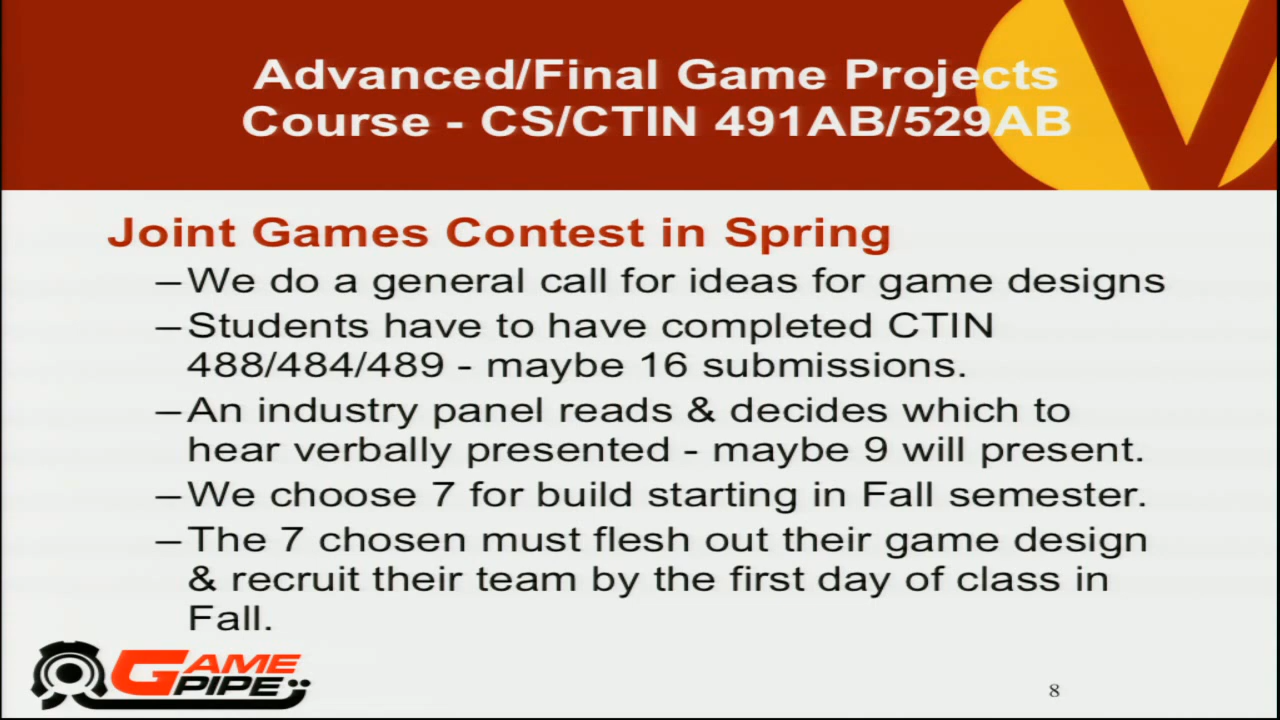 Advanced/Final Game Projects
Course - CS/CTIN 491AB/529AB
Joint Games Contest in Spring
–We do a general call for ideas for game designs
–Students have to have completed CTIN
488/484/489 - maybe 16 submissions.
–An industry panel reads & decides which to
hear verbally presented - maybe 9 will present.
–We choose 7 for build starting in Fall semester.
–The 7 chosen must flesh out their game design
& recruit their team by the first day of class in
Fall.
GAME
PIPE
8